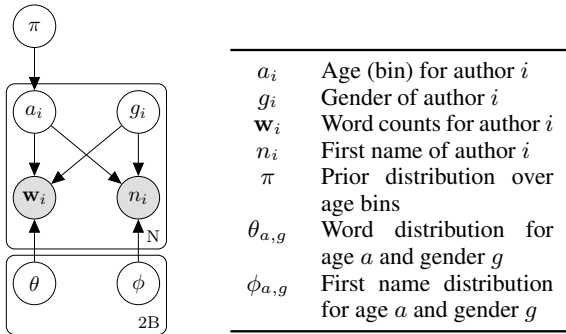 π
a_i g_i
w_i n_i
N
θ ϕ
2B
a_i Age (bin) for author i
g_i Gender of author i
w_i Word counts for author i
n_i First name of author i
π Prior distribution over
age bins
θ_{a,g} Word distribution for
age a and gender g
ϕ_{a,g} First name distribution
for age a and gender g